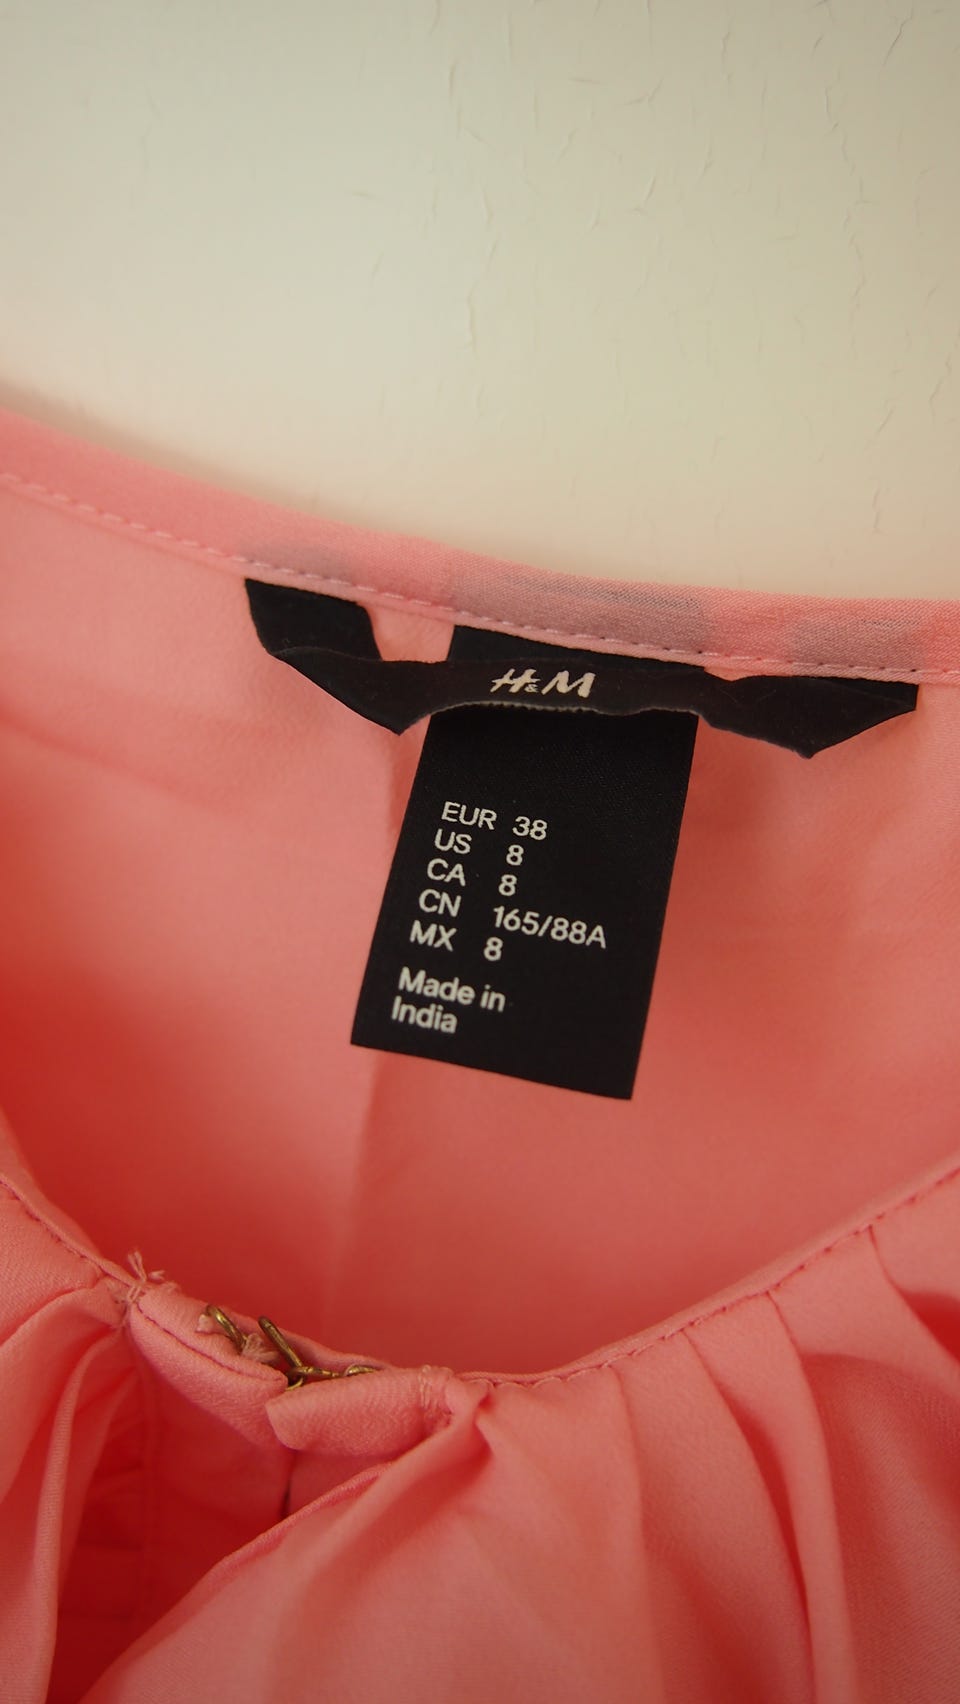 H&M
EUR 38
US 8
CA 8
CN 165/88A
MX 8
Made in
India